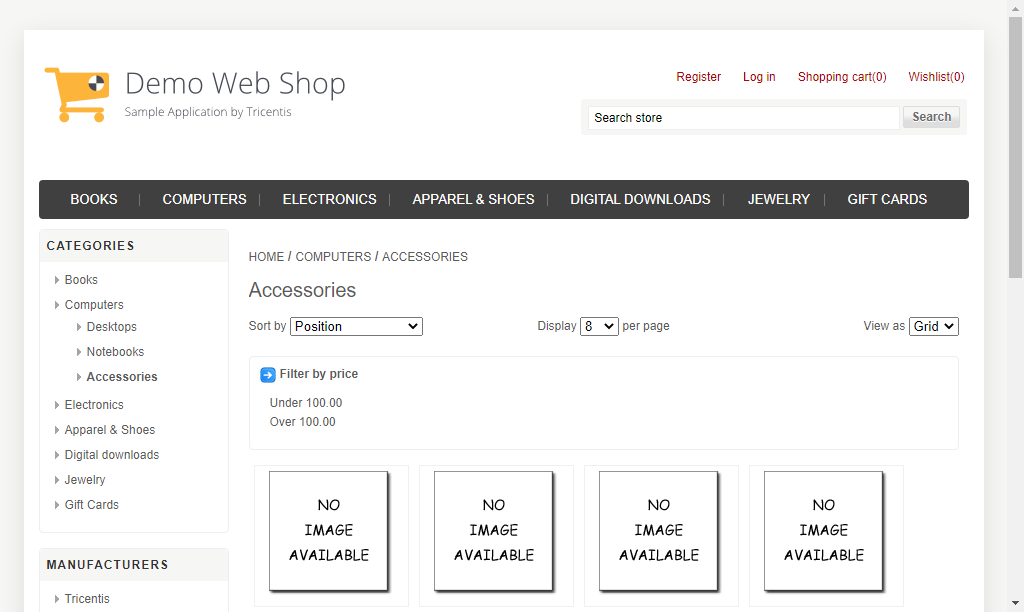 Demo Web Shop
Sample Application by Tricentis
Register Log in Shopping cart(0) Wishlist(0)
Search store Search
BOOKS COMPUTERS ELECTRONICS APPAREL & SHOES DIGITAL DOWNLOADS JEWELRY GIFT CARDS
CATEGORIES
Books
Computers
Desktops
Notebooks
Accessories
Electronics
Apparel & Shoes
Digital downloads
Jewelry
Gift Cards
MANUFACTURERS
Tricentis
HOME / COMPUTERS / ACCESSORIES
Accessories
Sort by Position Display 8 per page View as Grid
Filter by price
Under 100.00
Over 100.00
NO
IMAGE
AVAILABLE
NO
IMAGE
AVAILABLE
NO
IMAGE
AVAILABLE
NO
IMAGE
AVAILABLE